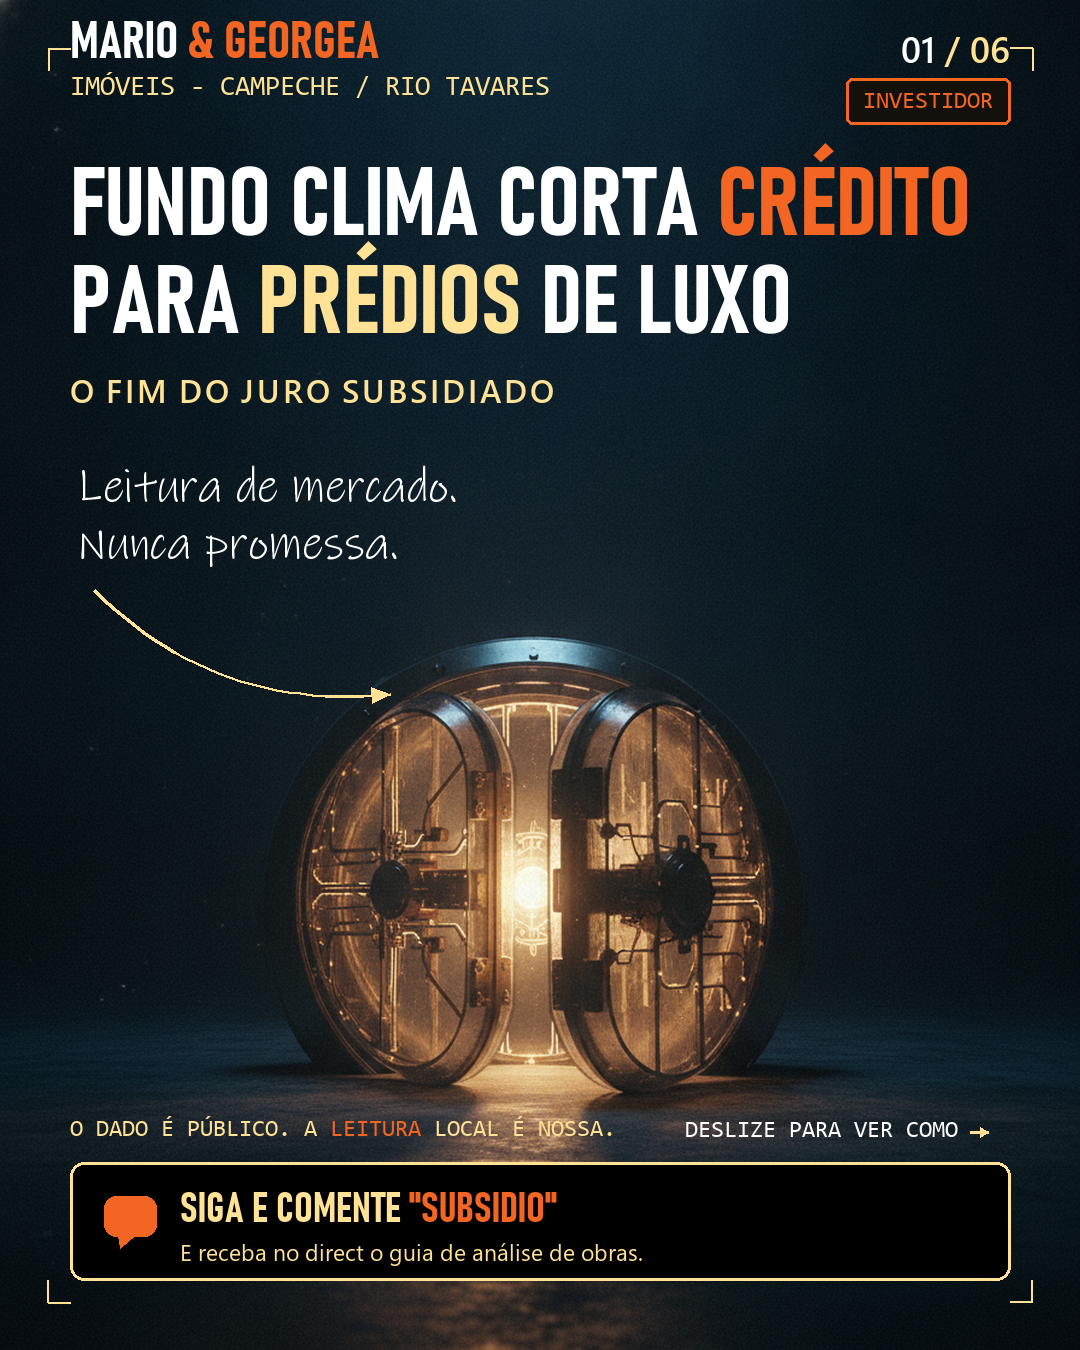 MARIO & GEORGEA
IMÓVEIS - CAMPECHE / RIO TAVARES
01 / 06
INVESTIDOR
FUNDO CLIMA CORTA CRÉDITO
PARA PRÉDIOS DE LUXO
O FIM DO JURO SUBSIDIADO
Leitura de mercado.
Nunca promessa.
O DADO É PÚBLICO. A LEITURA LOCAL É NOSSA.
DESLIZE PARA VER COMO →
SIGA E COMENTE "SUBSIDIO"
E receba no direct o guia de análise de obras.